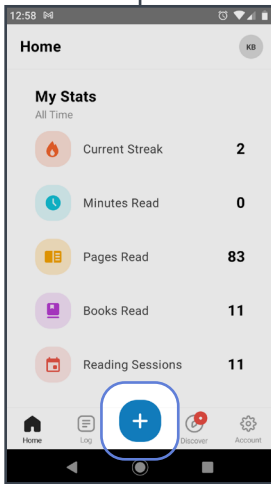 12:58
Home
KB
My Stats
All Time
Current Streak 2
Minutes Read 0
Pages Read 83
Books Read 11
Reading Sessions 11
Home Log Discover Account